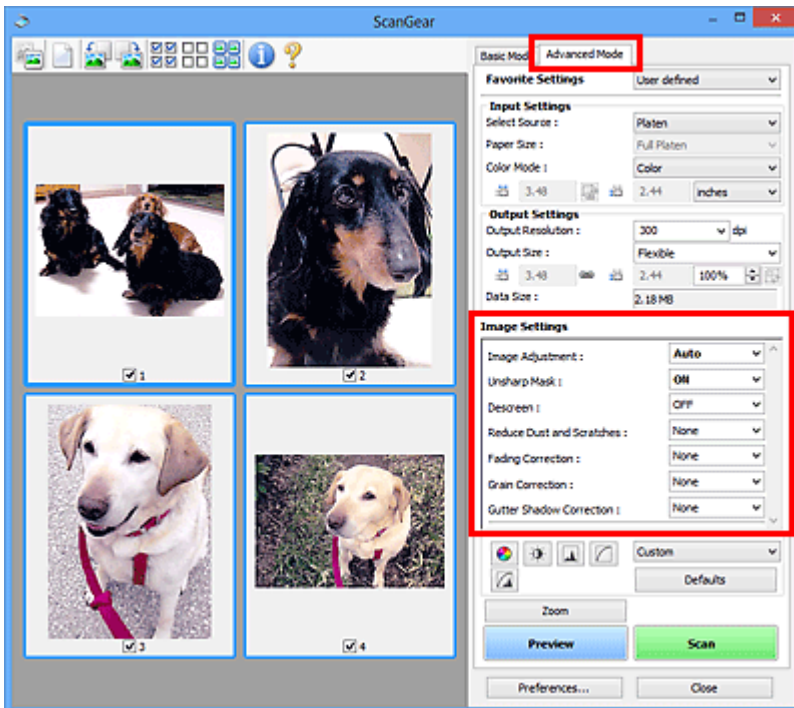 ScanGear
Basic Mod
Advanced Mode
Favorite Settings User defined
Input Settings
Select Source : Platen
Paper Size : Full Platen
Color Mode : Color
3.48 2.44 inches
Output Settings
Output Resolution : 300 dpi
Output Size : Flexible
3.48 2.44 100%
Data Size : 2.18 MB
Image Settings
Image Adjustment : Auto
Unsharp Mask : ON
Descreen : OFF
Reduce Dust and Scratches : None
Fading Correction : None
Grain Correction : None
Gutter Shadow Correction : None
1
2
3
4
Custom
Defaults
Zoom
Preview
Scan
Preferences...
Close